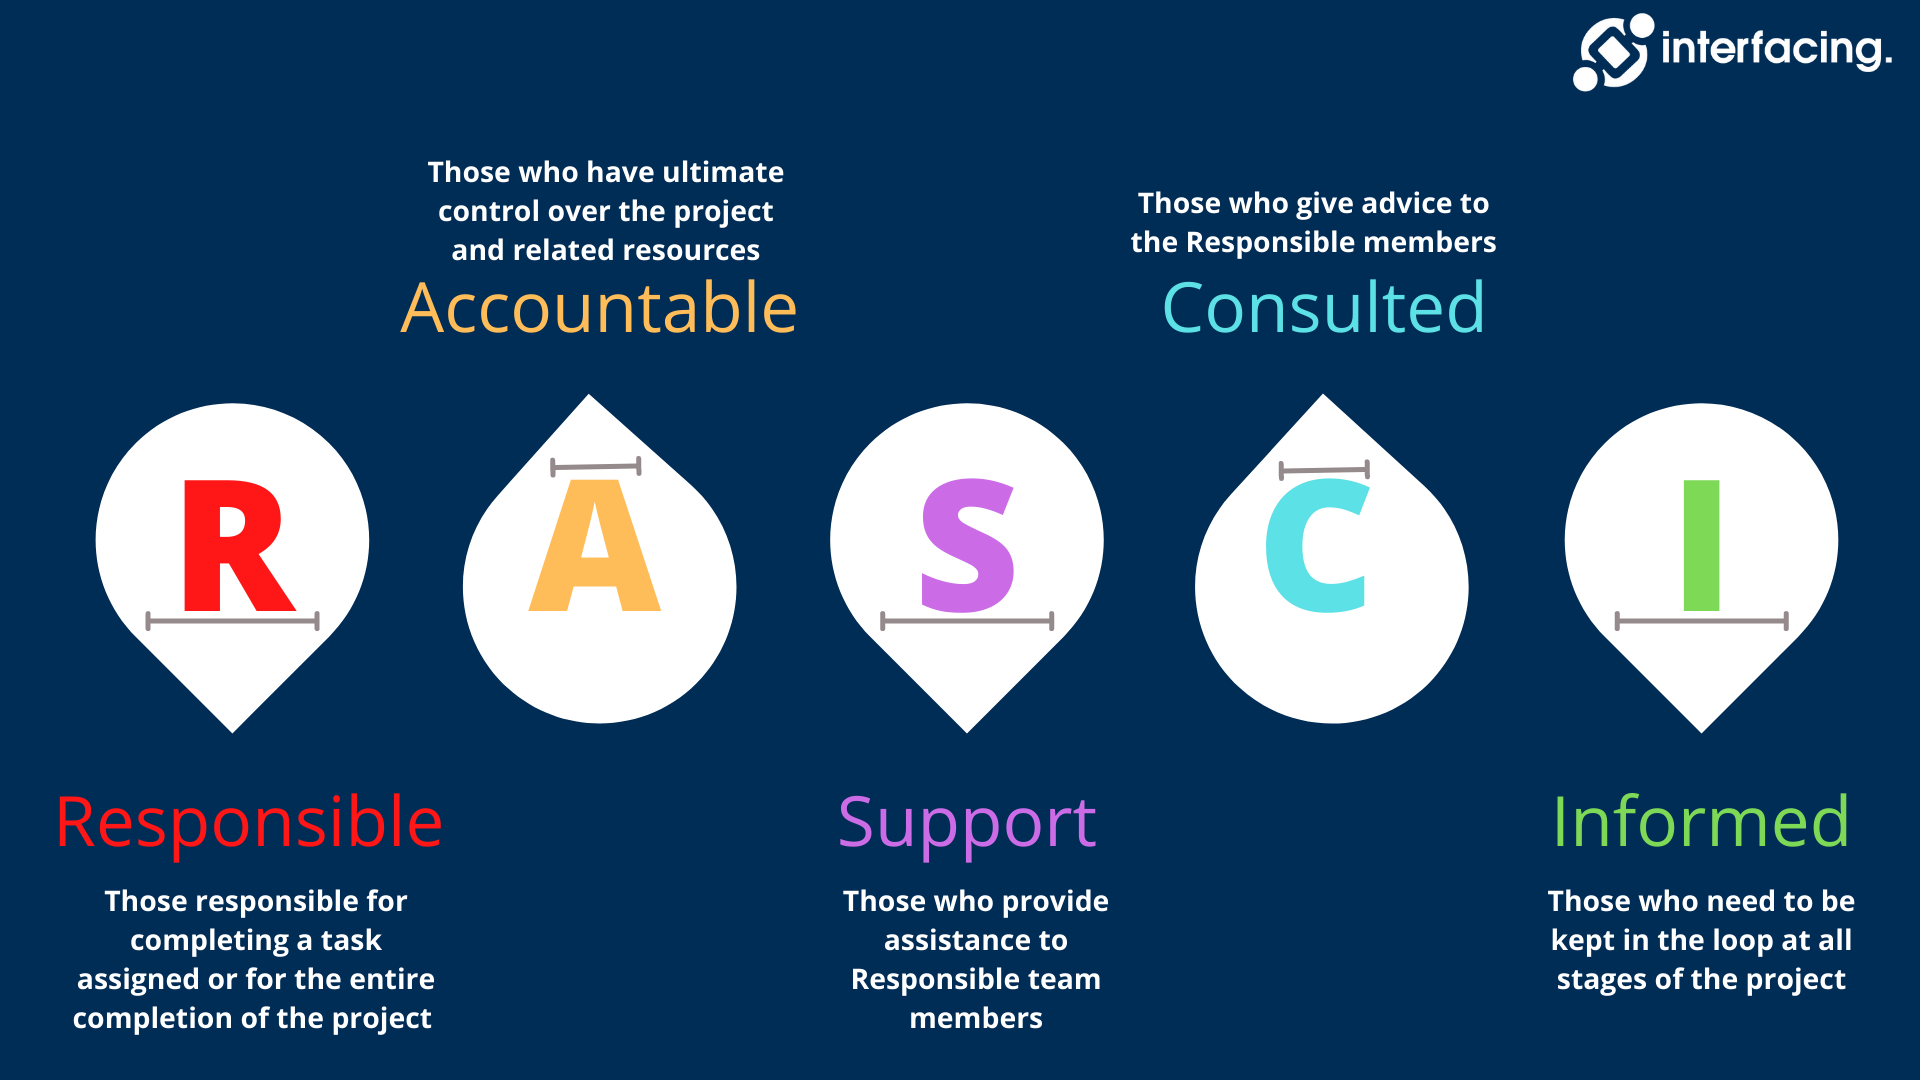 interfacing.
Those who have ultimate
control over the project
and related resources
Accountable
Those who give advice to
the Responsible members
Consulted
R
A
S
C
I
Responsible
Those responsible for
completing a task
assigned or for the entire
completion of the project
Support
Those who provide
assistance to
Responsible team
members
Informed
Those who need to be
kept in the loop at all
stages of the project